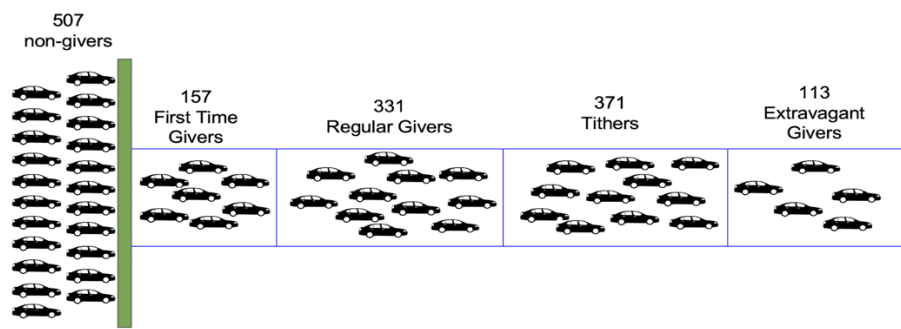 507
non-givers
157
First Time
Givers
331
Regular Givers
371
Tithers
113
Extravagant
Givers